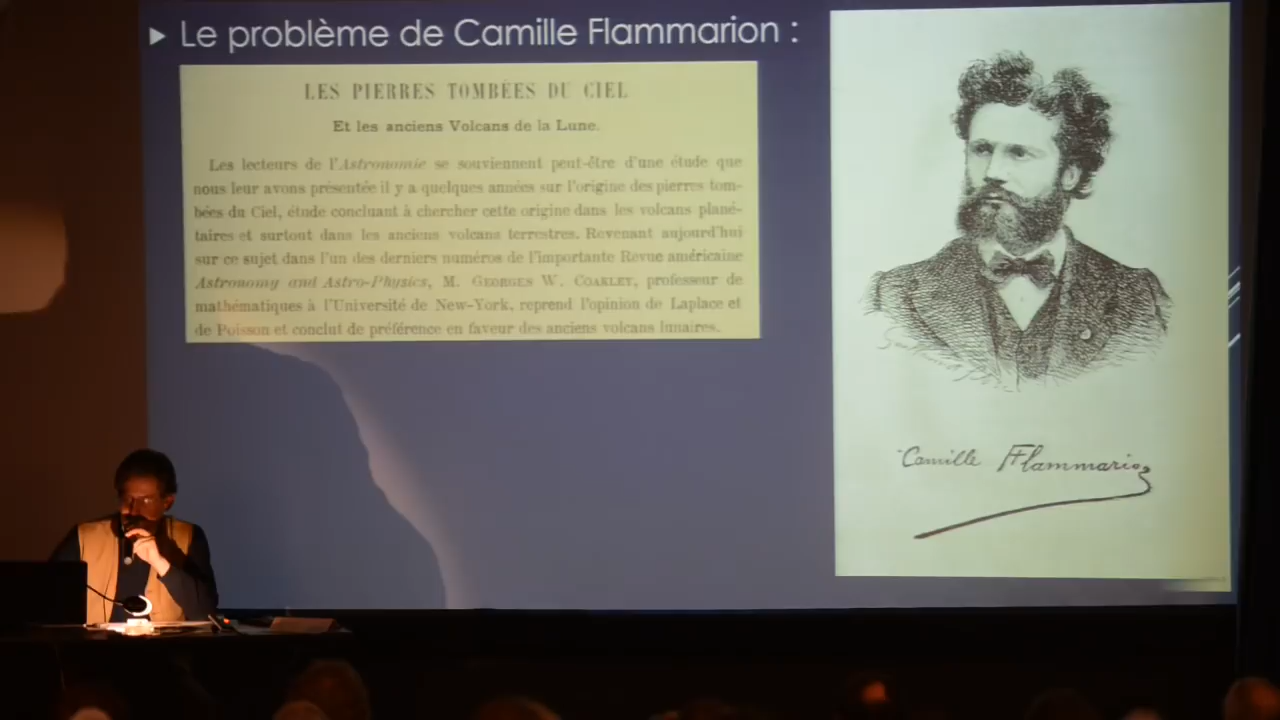 Le problème de Camille Flammarion :
LES PIERRES TOMBÉES DU CIEL
Et les anciens Volcans de la Lune.
Les lecteurs de l'Astronomie se souviennent peut-être d'une étude que
nous leur avons présentée il y a quelques années sur l'origine des pierres tom-
bées du Ciel, étude concluant à chercher cette origine dans les volcans plané-
taires et surtout dans les anciens volcans terrestres. Revenant aujourd'hui
sur ce sujet dans l'un des derniers numéros de l'importante Revue américaine
Astronomy and Astro-Physics, M. GEORGES W. COAKLEY, professeur de
mathématiques à l'Université de New-York, reprend l'opinion de Laplace et
de Poisson et conclut de préférence en faveur des anciens volcans lunaires.
Camille Flammarion